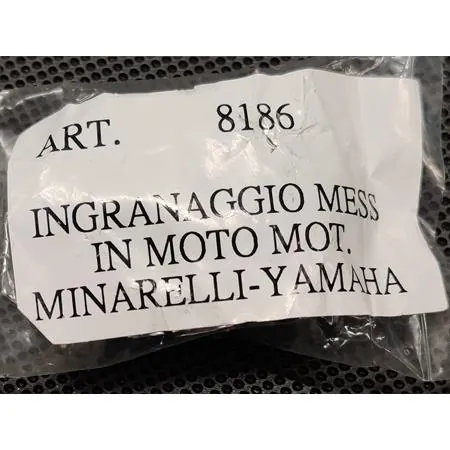 ART. 8186
INGRANAGGIO MESS
IN MOTO MOT.
MINARELLI-YAMAHA